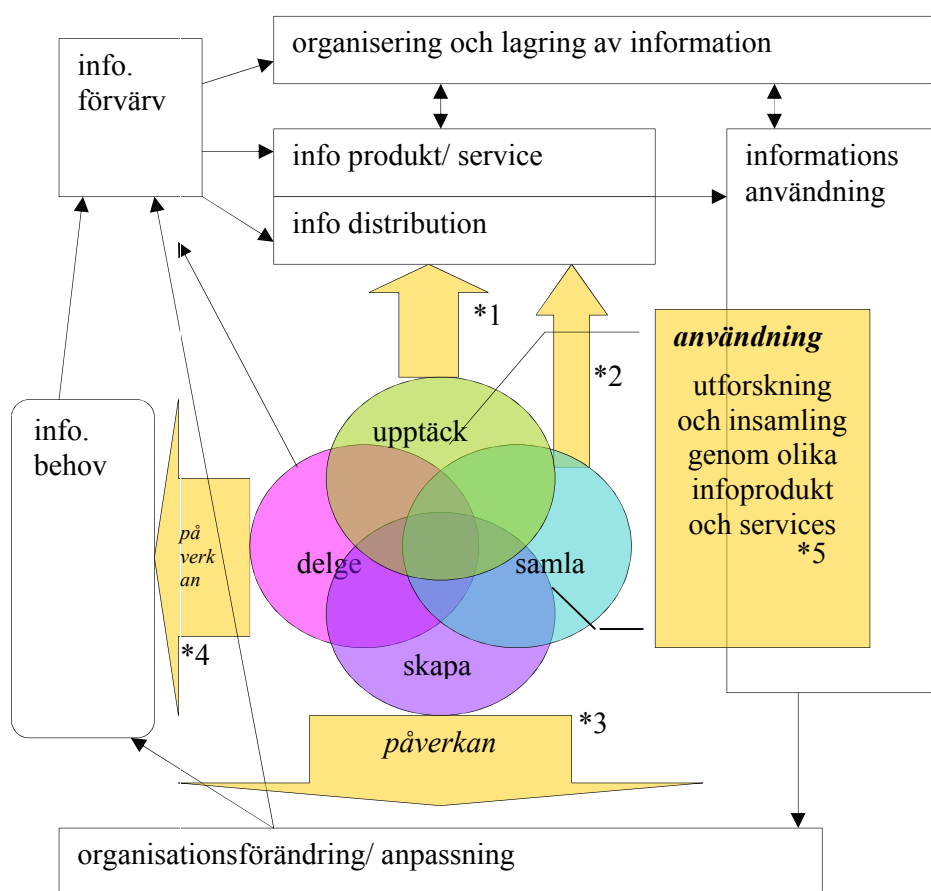 organisering och lagring av information
info.
förvärv
info produkt/ service
info distribution
informations
användning
*1
*2
användning
utforskning
och insamling
genom olika
infoprodukt
och services
*5
upptäck
info.
behov
på
verk
an
*4
delge
samla
skapa
*3
påverkan
organisationsförändring/ anpassning